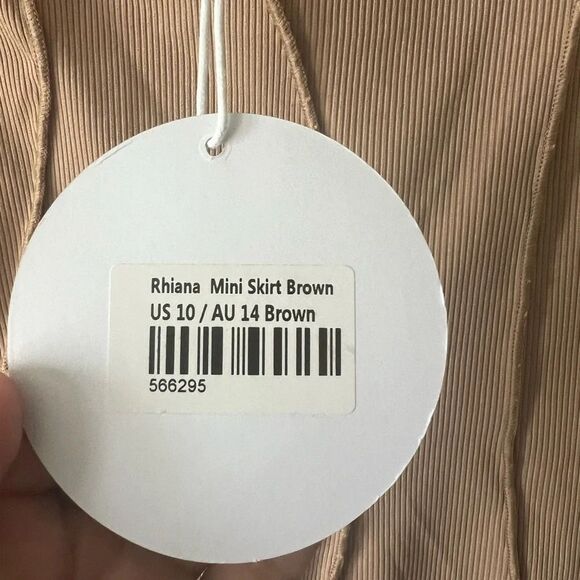 Rhiana Mini Skirt Brown
US 10 / AU 14 Brown
566295